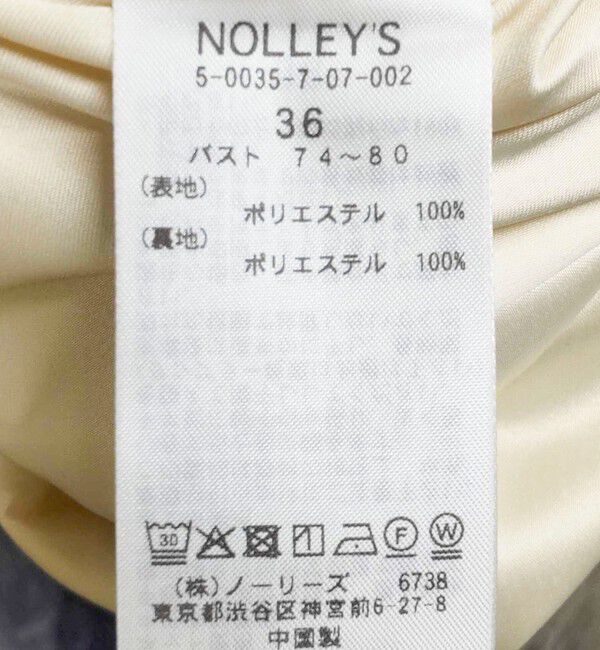 NOLLEY'S
5-0035-7-07-002
36
バスト 74～80
(表地)
ポリエステル 100%
(裏地)
ポリエステル 100%
30 F W
(株)ノーリーズ 6738
東京都渋谷区神宮前6-27-8
中国製